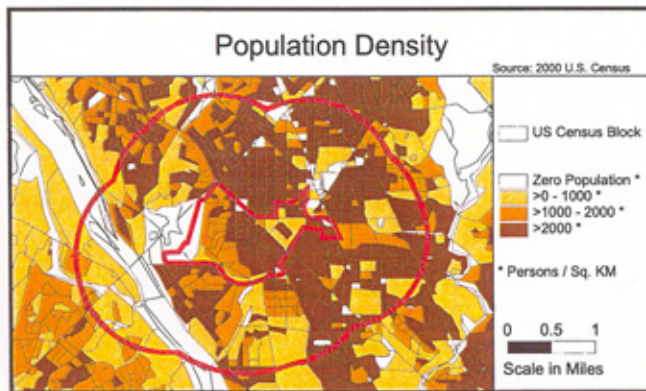 Population Density
Source: 2000 U.S. Census
US Census Block
Zero Population *
>0 - 1000 *
>1000 - 2000 *
>2000 *
* Persons / Sq. KM
0 0.5 1
Scale in Miles